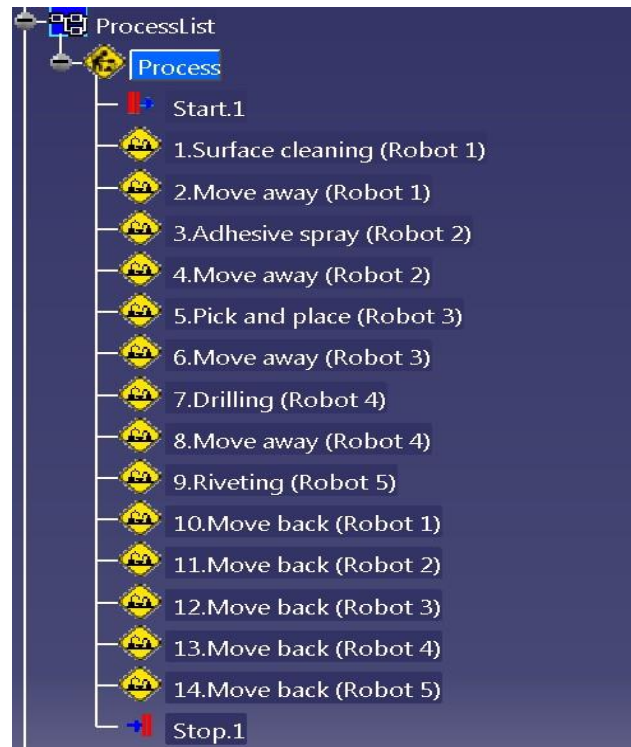 ProcessList
Process
Start.1
1.Surface cleaning (Robot 1)
2.Move away (Robot 1)
3.Adhesive spray (Robot 2)
4.Move away (Robot 2)
5.Pick and place (Robot 3)
6.Move away (Robot 3)
7.Drilling (Robot 4)
8.Move away (Robot 4)
9.Riveting (Robot 5)
10.Move back (Robot 1)
11.Move back (Robot 2)
12.Move back (Robot 3)
13.Move back (Robot 4)
14.Move back (Robot 5)
Stop.1